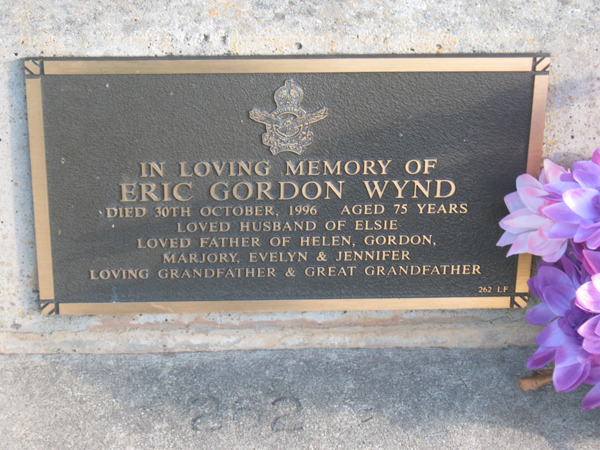 IN LOVING MEMORY OF
ERIC GORDON WYND
DIED 30TH OCTOBER, 1996 AGED 75 YEARS
LOVED HUSBAND OF ELSIE
LOVED FATHER OF HELEN, GORDON,
MARJORY, EVELYN & JENNIFER
LOVING GRANDFATHER & GREAT GRANDFATHER
262 LF
262